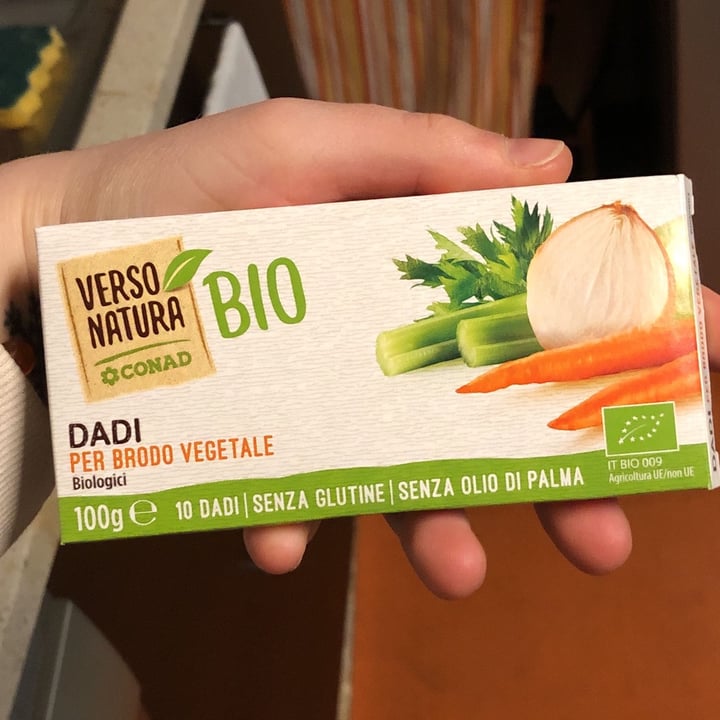 VERSO
NATURA
CONAD
BIO
DADI
PER BRODO VEGETALE
Biologici
100g e 10 DADI | SENZA GLUTINE | SENZA OLIO DI PALMA
IT BIO 009
Agricoltura UE/non UE